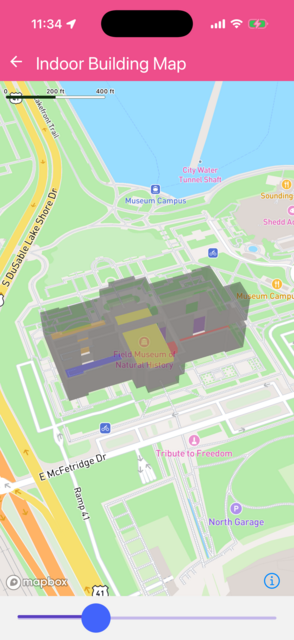 11:34
Indoor Building Map
0 200 ft 400 ft
41
Lakefront Trail
City Water
Tunnel Shaft
Museum Campus
Sounding
Shedd A
S DuSable Lake Shore Dr
Museum Campu
Field Museum of
Natural History
E McFetridge Dr
Tribute to Freedom
Ramp 41
P
North Garage
mapbox
41
i